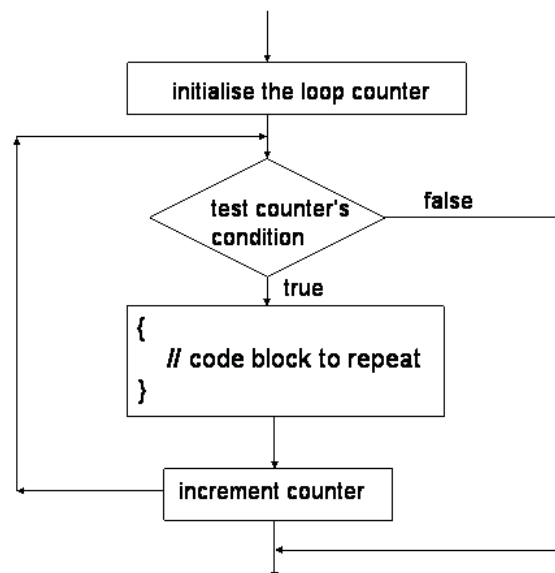 initialise the loop counter
test counter's
condition
false
true
{
// code block to repeat
}
increment counter